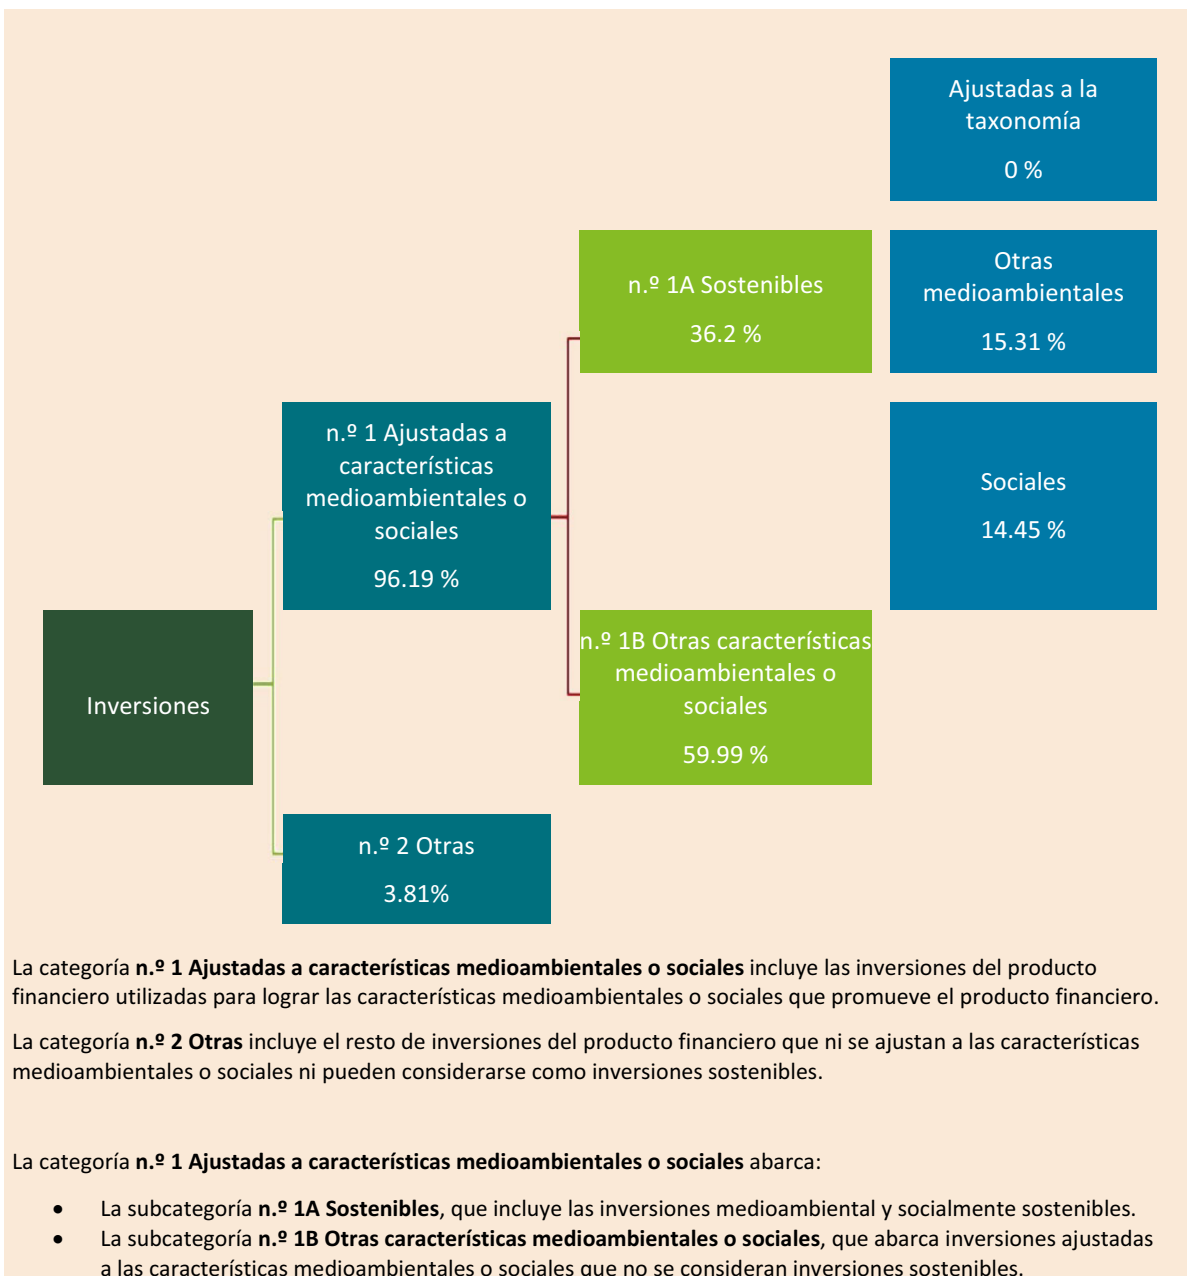 Ajustadas a la
taxonomía
0 %
n.º 1A Sostenibles
36.2 %
Otras
medioambientales
15.31 %
n.º 1 Ajustadas a
características
medioambientales o
sociales
96.19 %
Sociales
14.45 %
Inversiones
n.º 1B Otras características
medioambientales o
sociales
59.99 %
n.º 2 Otras
3.81%
La categoría n.º 1 Ajustadas a características medioambientales o sociales incluye las inversiones del producto
financiero utilizadas para lograr las características medioambientales o sociales que promueve el producto financiero.
La categoría n.º 2 Otras incluye el resto de inversiones del producto financiero que ni se ajustan a las características
medioambientales o sociales ni pueden considerarse como inversiones sostenibles.
La categoría n.º 1 Ajustadas a características medioambientales o sociales abarca:
• La subcategoría n.º 1A Sostenibles, que incluye las inversiones medioambiental y socialmente sostenibles.
• La subcategoría n.º 1B Otras características medioambientales o sociales, que abarca inversiones ajustadas
a las características medioambientales o sociales que no se consideran inversiones sostenibles.